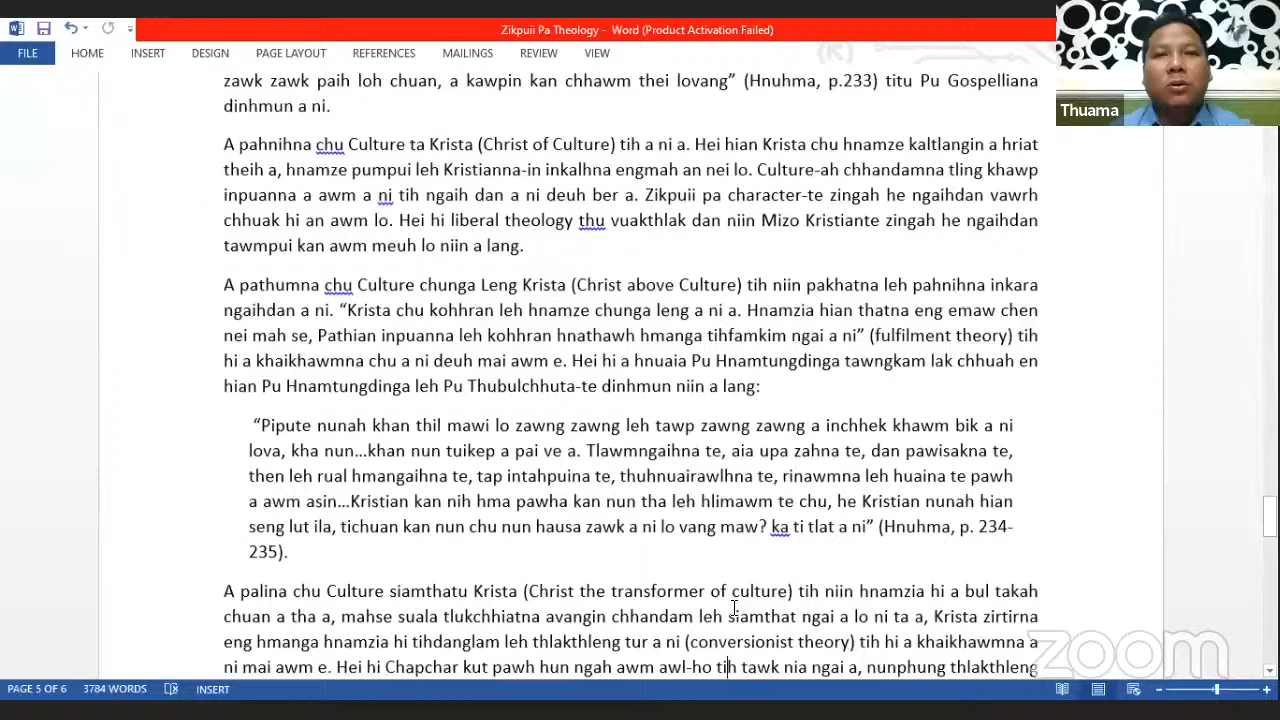 Zikpuii Pa Theology - Word (Product Activation Failed)
FILE HOME INSERT DESIGN PAGE LAYOUT REFERENCES MAILINGS REVIEW VIEW
Thuama
zawk zawk paih loh chuan, a kawpin kan chhawm thei lovang” (Hnuhma, p.233) titu Pu Gospelliana
dinhmun a ni.
A pahnihna chu Culture ta Krista (Christ of Culture) tih a ni a. Hei hian Krista chu hnamze kaltlangin a hriat
theih a, hnamze pumpui leh Kristianna-in inkalhna engmah an nei lo. Culture-ah chhandamna tling khawp
inpuanna a awm a ni tih ngaih dan a ni deuh ber a. Zikpuii pa character-te zingah he ngaihdan vawrh
chhuak hi an awm lo. Hei hi liberal theology thu vuakthlak dan niin Mizo Kristiante zingah he ngaihdan
tawmpui kan awm meuh lo niin a lang.
A pathumna chu Culture chunga Leng Krista (Christ above Culture) tih niin pakhatna leh pahnihna inkara
ngaihdan a ni. “Krista chu kohhran leh hnamze chunga leng a ni a. Hnamzia hian thatna eng emaw chen
nei mah se, Pathian inpuanna leh kohhran hnathawh hmanga tihfamkim ngai a ni” (fulfilment theory) tih
hi a khaikhawmna chu a ni deuh mai awm e. Hei hi a hnuaia Pu Hnamtungdinga tawngkam lak chhuah en
hian Pu Hnamtungdinga leh Pu Thubulchhuta-te dinhmun niin a lang:
“Pipute nunah khan thil mawi lo zawng zawng leh tawp zawng zawng a inchhek khawm bik a ni
lova, kha nun…khan nun tuikep a pai ve a. Tlawmngaihna te, aia upa zahna te, dan pawisakna te,
then leh rual hmangaihna te, tap intahpuina te, thuhnuairawlhna te, rinawmna leh huaina te pawh
a awm asin…Kristian kan nih hma pawha kan nun tha leh hlimawm te chu, he Kristian nunah hian
seng lut ila, tichuan kan nun chu nun hausa zawk a ni lo vang maw? ka ti tlat a ni” (Hnuhma, p. 234-
235).
A palina chu Culture siamthatu Krista (Christ the transformer of culture) tih niin hnamzia hi a bul takah
chuan a tha a, mahse suala tlukchhiatna avangin chhandam leh siamthat ngai a lo ni ta a, Krista zirtirna
eng hmanga hnamzia hi tihdanglam leh thlakthleng tur a ni (conversionist theory) tih hi a khaikhawmna a
ni mai awm e. Hei hi Chapchar kut pawh hun ngah awm awl-ho tih tawk nia ngai a, nunphung thlakthleng
zoom
PAGE 5 OF 6 3784 WORDS INSERT